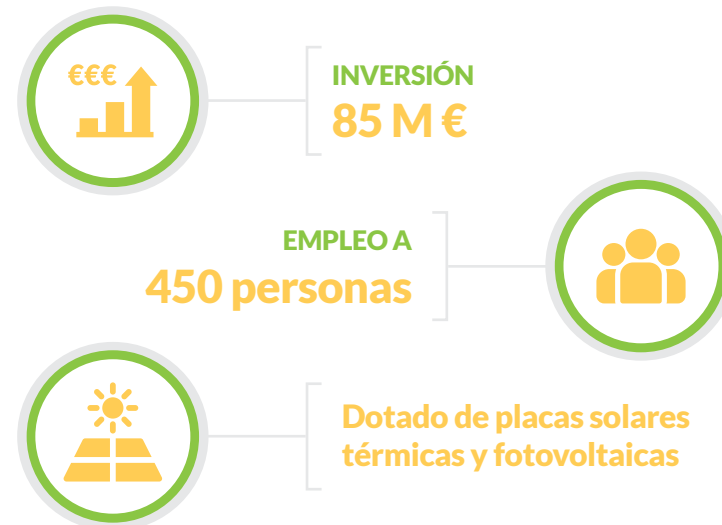 €€€
INVERSIÓN
85 M €
EMPLEO A
450 personas
Dotado de placas solares
térmicas y fotovoltaicas